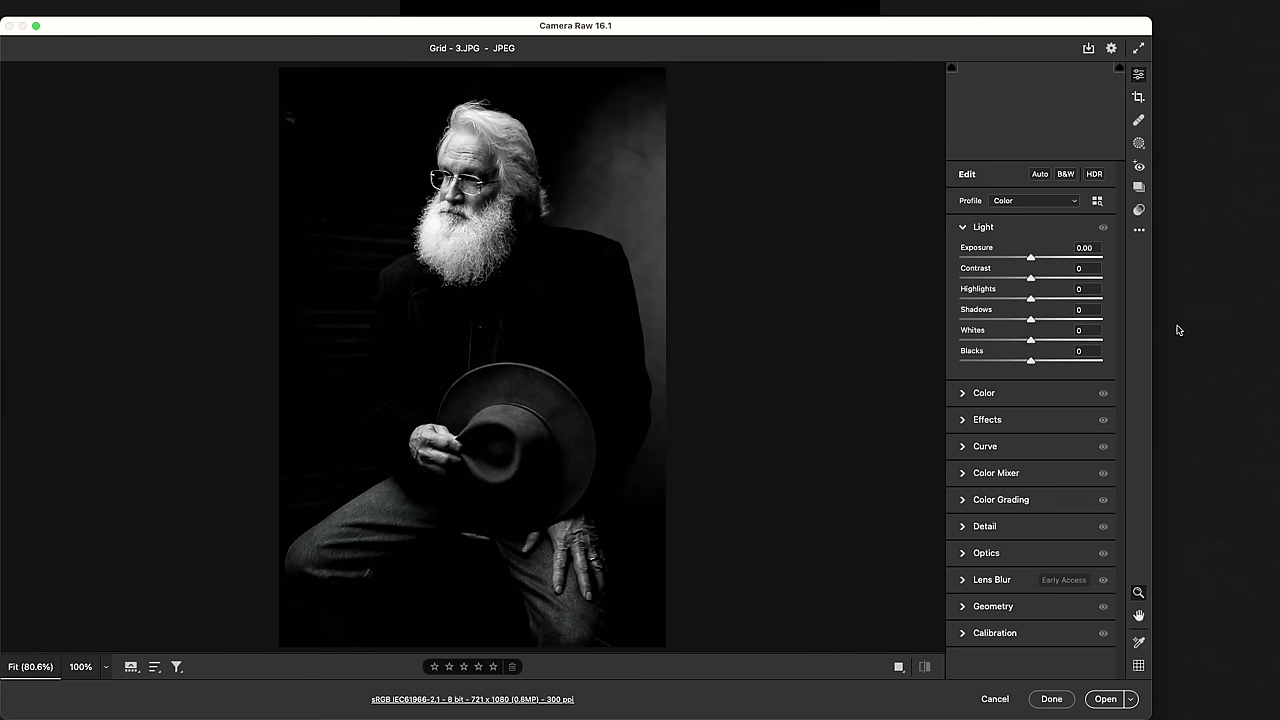 Camera Raw 16.1
Grid - 3.JPG - JPEG
Edit Auto B&W HDR
Profile Color
Light
Exposure 0.00
Contrast 0
Highlights 0
Shadows 0
Whites 0
Blacks 0
Color
Effects
Curve
Color Mixer
Color Grading
Detail
Optics
Lens Blur Early Access
Geometry
Calibration
Fit (80.6%) 100%
sRGB IEC61966-2.1 - 8 bit - 721 x 1080 (0.8MP) - 300 ppi
Cancel Done Open